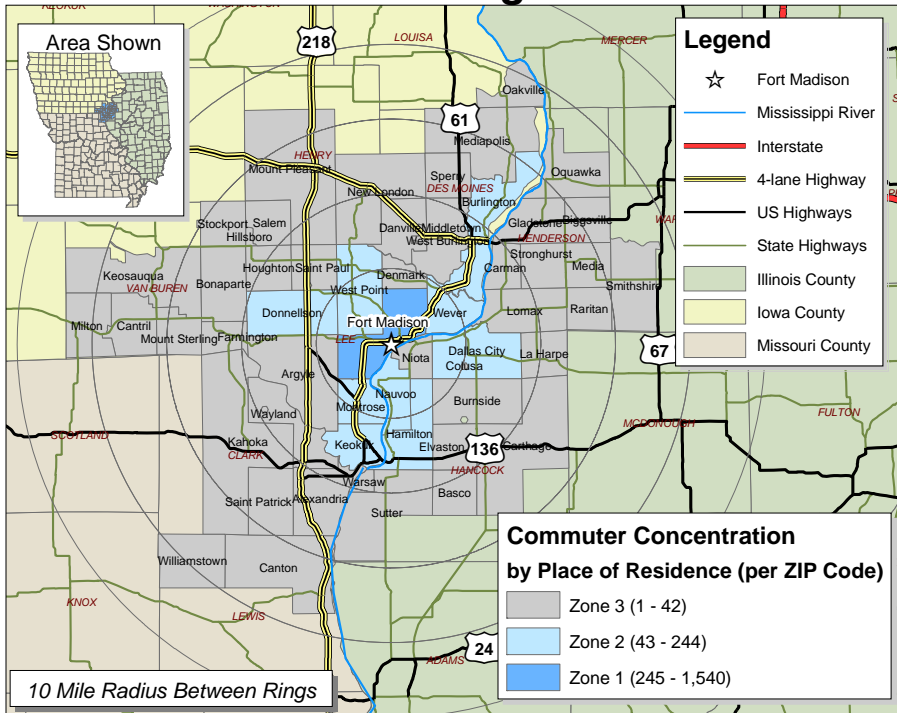 Area Shown
218
LOUISA
MERCER
Legend
Fort Madison
Mississippi River
Interstate
4-lane Highway
US Highways
State Highways
Illinois County
Iowa County
Missouri County
Oakville
61
Mediapolis
HENRY
Mount Pleasant
Sperry
DES MOINES
Oquawka
New London
Burlington
Stockport
Salem
Hillsboro
Danville
Middletown
West Burlington
Gladstone
Biggsville
HENDERSON
Stronghurst
Keosauqua
VAN BUREN
Bonaparte
Houghton
Saint Paul
Denmark
Carman
Media
Smithshire
West Point
Donnellson
Fort Madison
Wever
Lomax
Raritan
Milton
Cantril
Mount Sterling
Farmington
LEE
Niota
Dallas City
Colusa
La Harpe
67
Argyle
Nauvoo
Burnside
Wayland
Montrose
FULTON
SCOTLAND
Kahoka
CLARK
Keokuk
Hamilton
Elvaston
136
Carthage
MCDONOUGH
HANCOCK
Warsaw
Basco
Saint Patrick
Alexandria
Sutter
Williamstown
Canton
KNOX
LEWIS
ADAMS
24
Commuter Concentration
by Place of Residence (per ZIP Code)
Zone 3 (1 - 42)
Zone 2 (43 - 244)
Zone 1 (245 - 1,540)
10 Mile Radius Between Rings